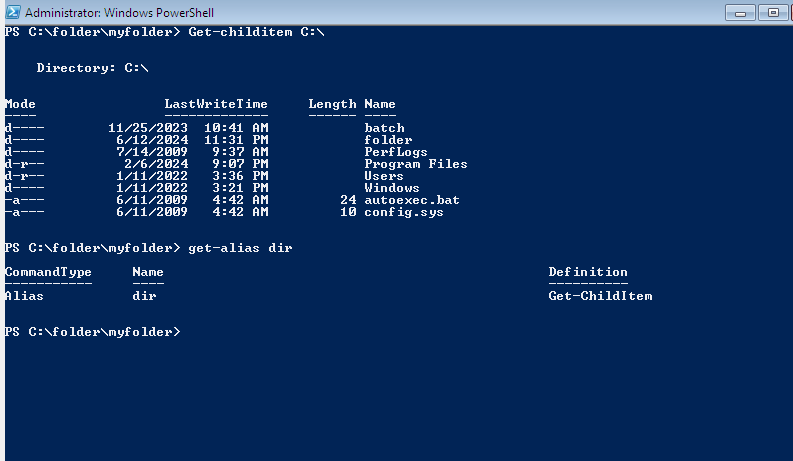 Administrator: Windows PowerShell
PS C:\folder\myfolder> Get-childitem C:\
Directory: C:\
Mode LastWriteTime Length Name
---- ------------- ------ ----
d---- 11/25/2023 10:41 AM batch
d---- 6/12/2024 11:31 PM folder
d---- 7/14/2009 9:37 AM PerfLogs
d-r-- 2/6/2024 9:07 PM Program Files
d-r-- 1/11/2022 3:36 PM Users
d---- 1/11/2022 3:21 PM Windows
-a--- 6/11/2009 4:42 AM 24 autoexec.bat
-a--- 6/11/2009 4:42 AM 10 config.sys
PS C:\folder\myfolder> get-alias dir
CommandType Name Definition
----------- ---- ----------
Alias dir Get-ChildItem
PS C:\folder\myfolder>